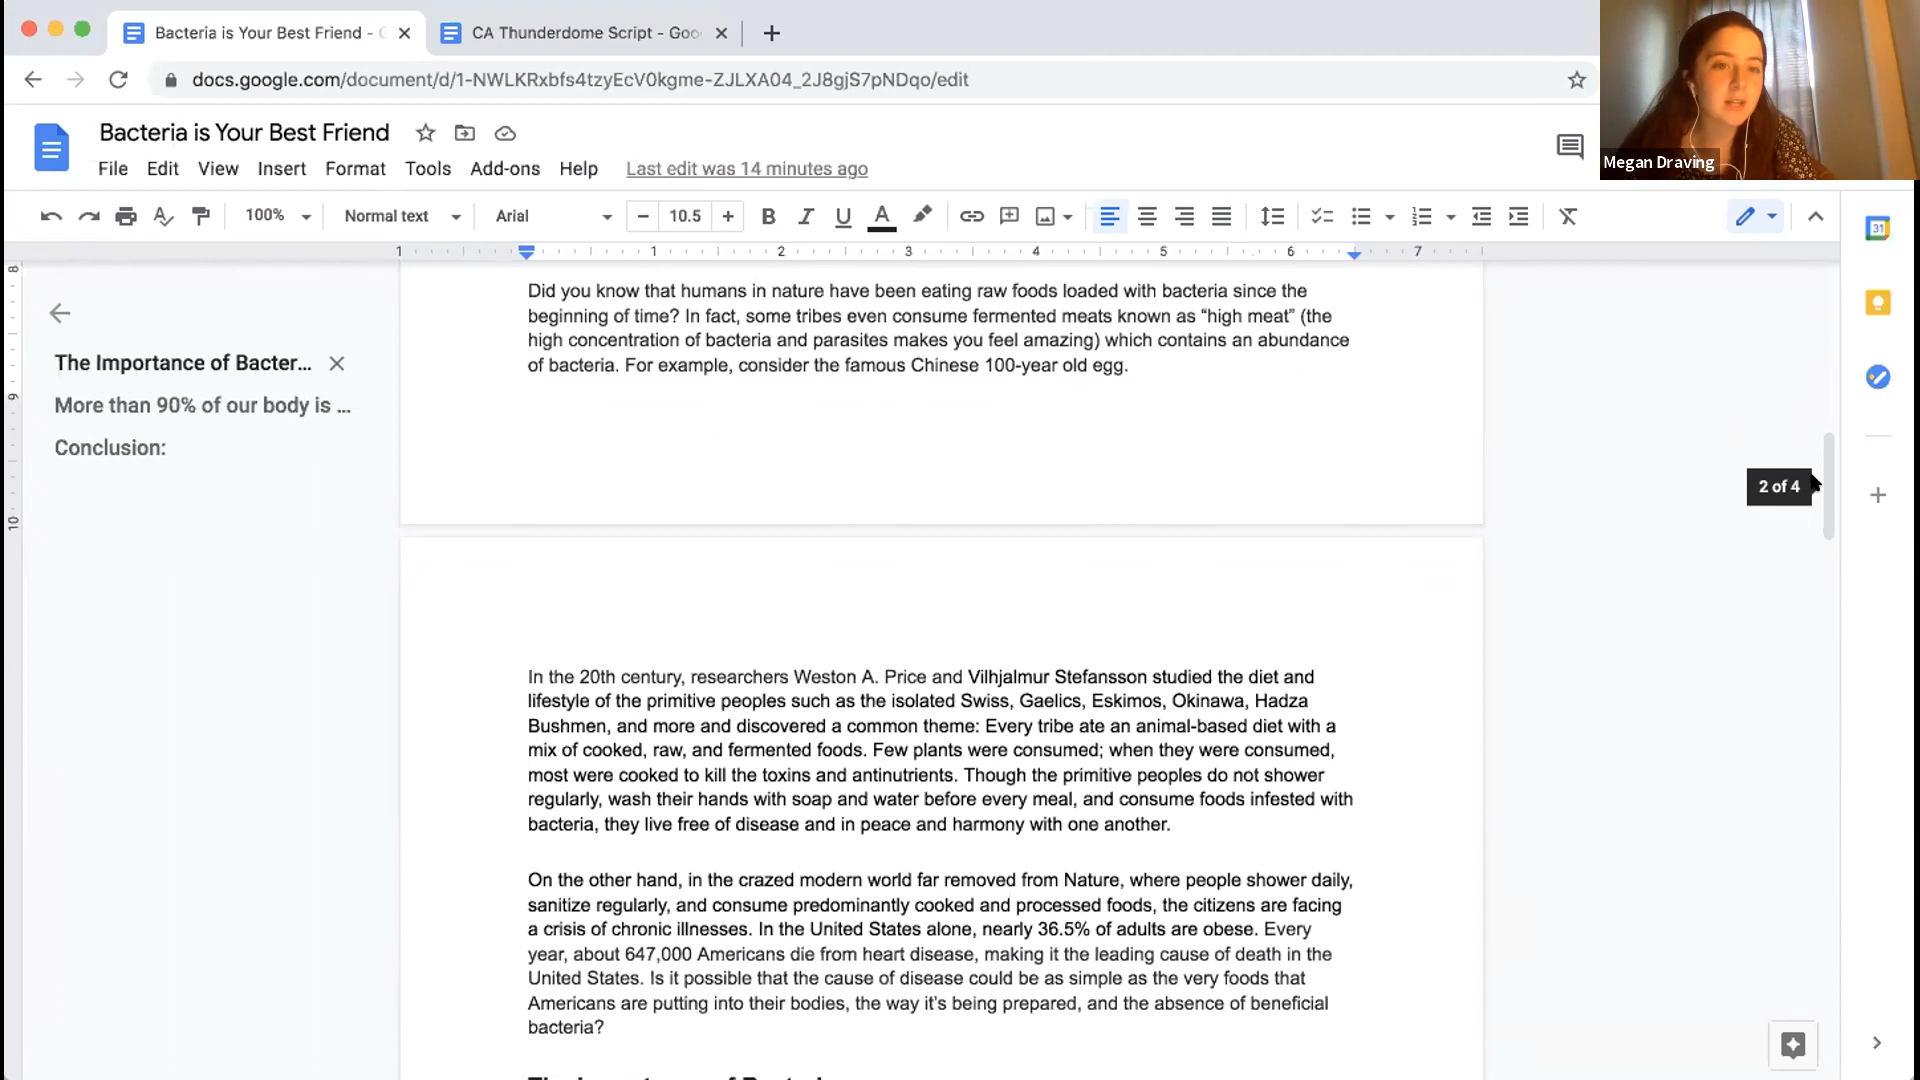 Bacteria is Your Best Friend -
CA Thunderdome Script - Goo
docs.google.com/document/d/1-NWLKRxbfs4tzyEcV0kgme-ZJLXA04_2J8gjS7pNDqo/edit
Bacteria is Your Best Friend
File Edit View Insert Format Tools Add-ons Help Last edit was 14 minutes ago
Megan Draving
100% Normal text Arial 10.5
31
1 1 2 3 4 5 6 7
8
9
10
The Importance of Bacter...
More than 90% of our body is ...
Conclusion:
Did you know that humans in nature have been eating raw foods loaded with bacteria since the
beginning of time? In fact, some tribes even consume fermented meats known as “high meat” (the
high concentration of bacteria and parasites makes you feel amazing) which contains an abundance
of bacteria. For example, consider the famous Chinese 100-year old egg.
2 of 4
In the 20th century, researchers Weston A. Price and Vilhjalmur Stefansson studied the diet and
lifestyle of the primitive peoples such as the isolated Swiss, Gaelics, Eskimos, Okinawa, Hadza
Bushmen, and more and discovered a common theme: Every tribe ate an animal-based diet with a
mix of cooked, raw, and fermented foods. Few plants were consumed; when they were consumed,
most were cooked to kill the toxins and antinutrients. Though the primitive peoples do not shower
regularly, wash their hands with soap and water before every meal, and consume foods infested with
bacteria, they live free of disease and in peace and harmony with one another.
On the other hand, in the crazed modern world far removed from Nature, where people shower daily,
sanitize regularly, and consume predominantly cooked and processed foods, the citizens are facing
a crisis of chronic illnesses. In the United States alone, nearly 36.5% of adults are obese. Every
year, about 647,000 Americans die from heart disease, making it the leading cause of death in the
United States. Is it possible that the cause of disease could be as simple as the very foods that
Americans are putting into their bodies, the way it's being prepared, and the absence of beneficial
bacteria?